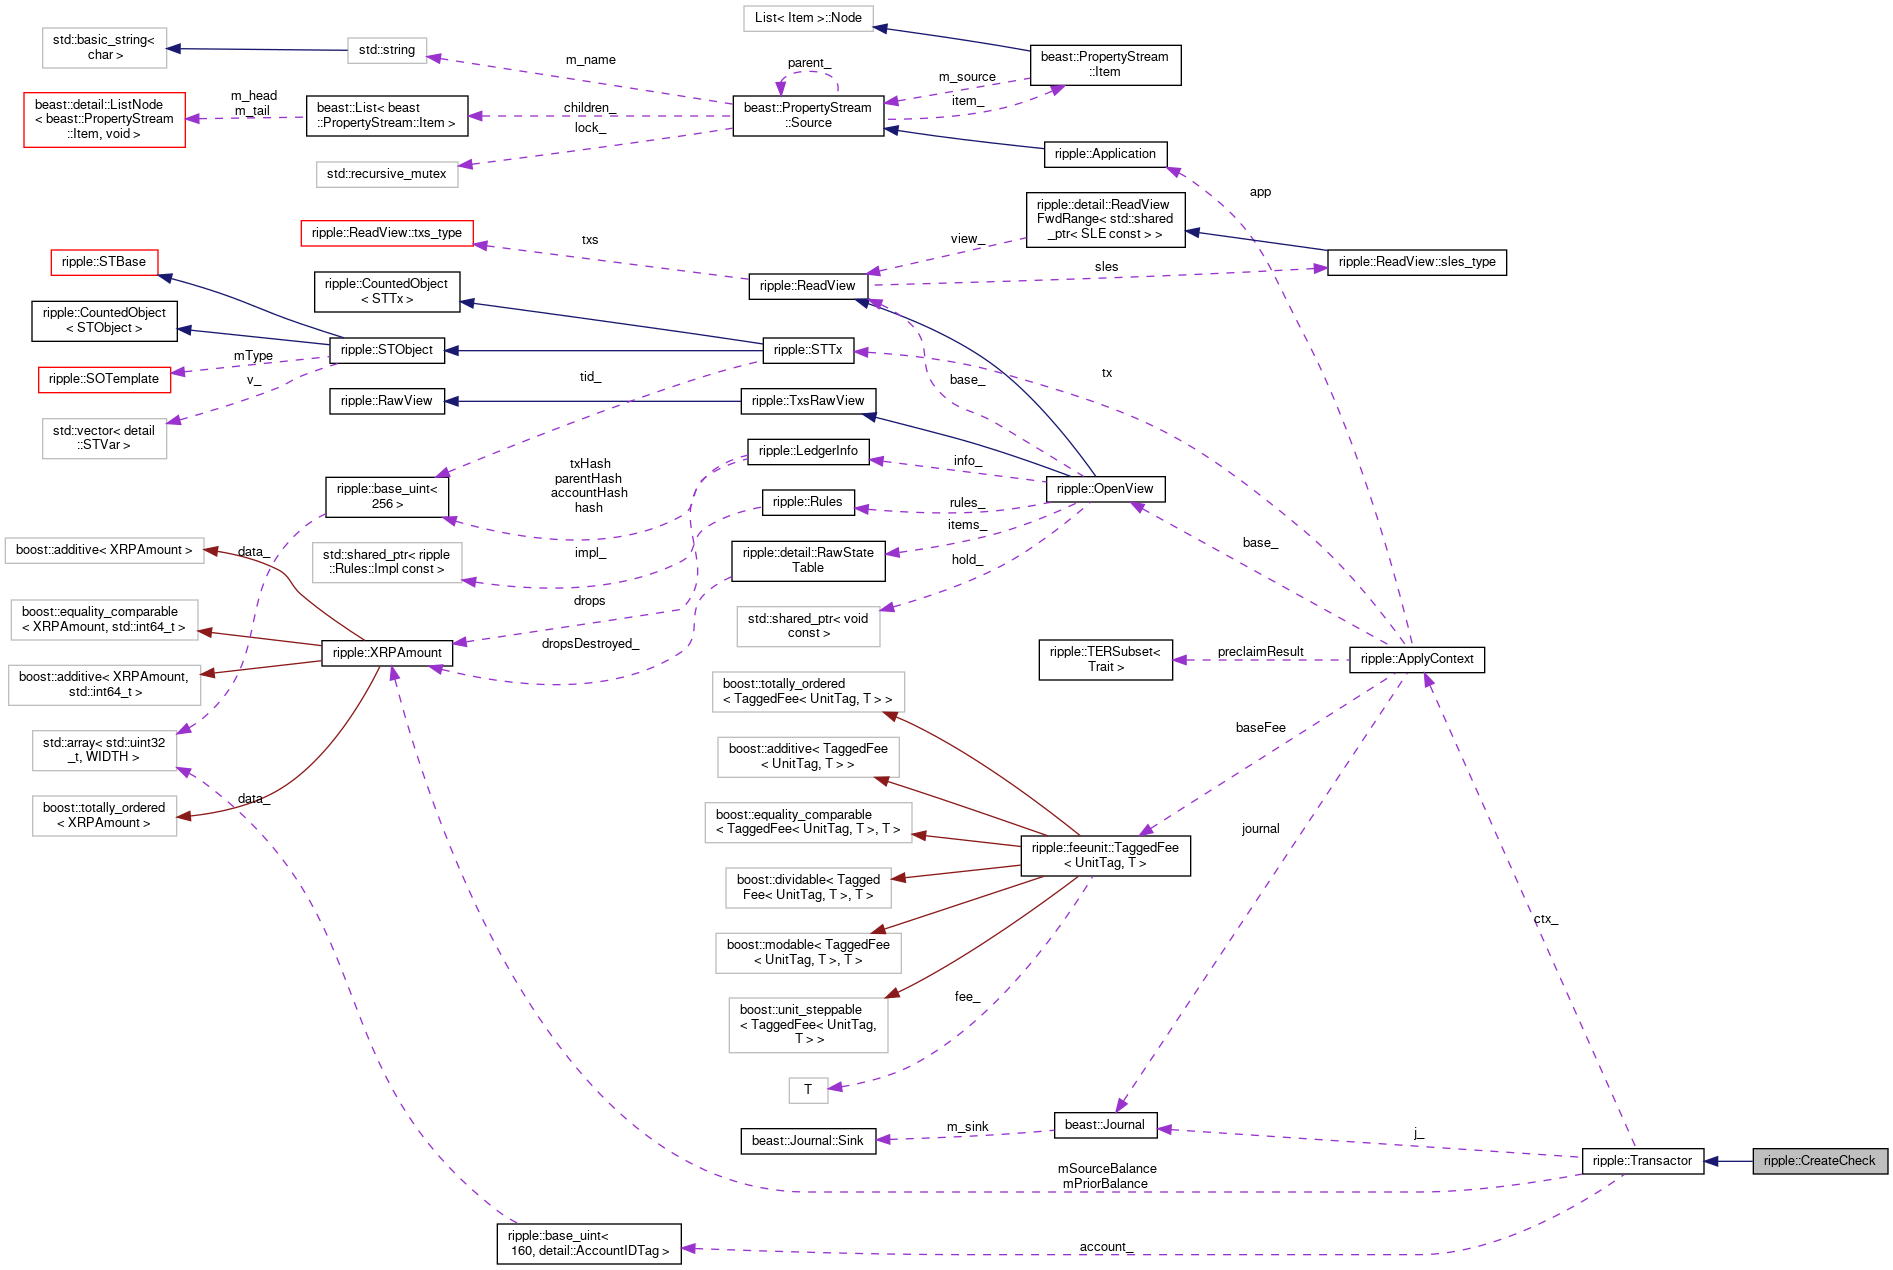 List< Item >::Node
std::basic_string<
char >
std::string
m_name
parent_
m_source
item_
beast::PropertyStream
::Item
beast::detail::ListNode
< beast::PropertyStream
::Item, void >
m_head
m_tail
beast::List< beast
::PropertyStream::Item >
children_
lock_
beast::PropertyStream
::Source
std::recursive_mutex
ripple::Application
app
ripple::detail::ReadView
FwdRange< std::shared
_ptr< SLE const > >
ripple::ReadView::txs_type
txs
view_
sles
ripple::ReadView::sles_type
ripple::STBase
ripple::CountedObject
< STTx >
ripple::ReadView
ripple::CountedObject
< STObject >
ripple::STObject
ripple::STTx
mType
v_
ripple::SOTemplate
tid_
base_
tx
ripple::RawView
ripple::TxsRawView
std::vector< detail
::STVar >
ripple::LedgerInfo
info_
txHash
parentHash
accountHash
hash
ripple::base_uint<
256 >
ripple::Rules
rules_
ripple::OpenView
items_
boost::additive< XRPAmount >
data_
std::shared_ptr< ripple
::Rules::Impl const >
impl_
ripple::detail::RawState
Table
hold_
base_
drops
boost::equality_comparable
< XRPAmount, std::int64_t >
std::shared_ptr< void
const >
dropsDestroyed_
ripple::XRPAmount
ripple::TERSubset<
Trait >
preclaimResult
ripple::ApplyContext
boost::additive< XRPAmount,
std::int64_t >
boost::totally_ordered
< TaggedFee< UnitTag, T > >
baseFee
std::array< std::uint32
_t, WIDTH >
boost::additive< TaggedFee
< UnitTag, T > >
data_
boost::totally_ordered
< XRPAmount >
boost::equality_comparable
< TaggedFee< UnitTag, T >, T >
journal
ripple::feeunit::TaggedFee
< UnitTag, T >
boost::dividable< Tagged
Fee< UnitTag, T >, T >
ctx_
boost::modable< TaggedFee
< UnitTag, T >, T >
fee_
boost::unit_steppable
< TaggedFee< UnitTag,
T > >
T
beast::Journal::Sink
m_sink
beast::Journal
j_
mSourceBalance
mPriorBalance
ripple::Transactor
ripple::CreateCheck
ripple::base_uint<
160, detail::AccountIDTag >
account_